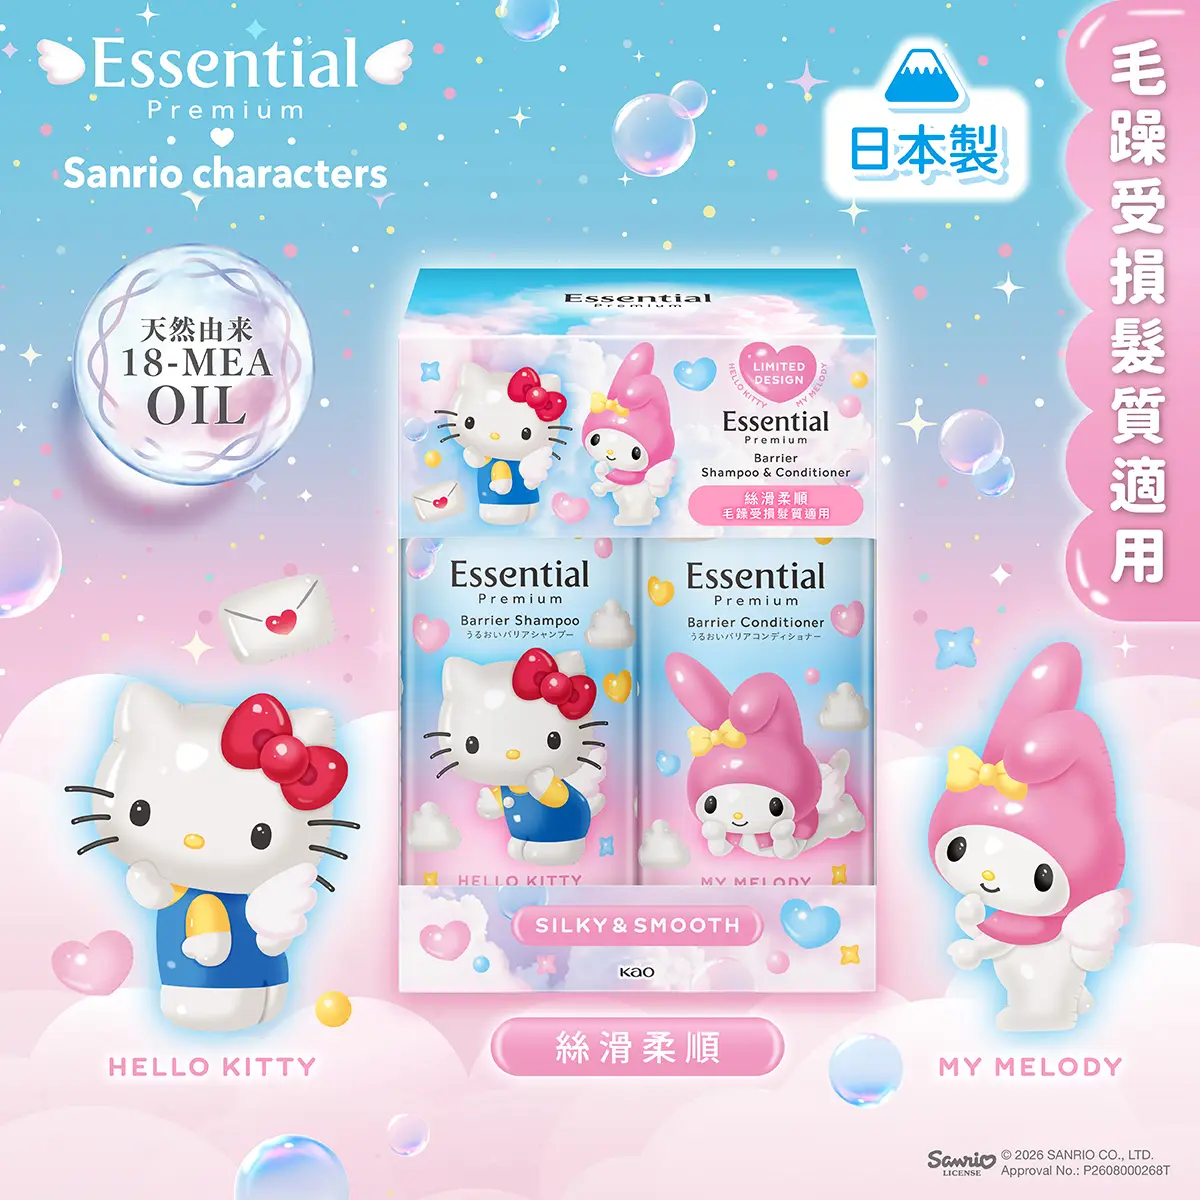 Essential
Premium
Sanrio characters
日本製
毛躁受損髮質適用
天然由来
18-MEA
OIL
Essential
Premium
LIMITED
DESIGN
HELLO KITTY
MY MELODY
Essential
Premium
Barrier
Shampoo & Conditioner
絲滑柔順
毛躁受損髮質適用
Essential
Premium
Barrier Shampoo
うるおいバリアシャンプー
HELLO KITTY
Essential
Premium
Barrier Conditioner
うるおいバリアコンディショナー
MY MELODY
SILKY & SMOOTH
Kao
絲滑柔順
HELLO KITTY
MY MELODY
Sanrio
LICENSE
© 2026 SANRIO CO., LTD.
Approval No.: P2608000268T